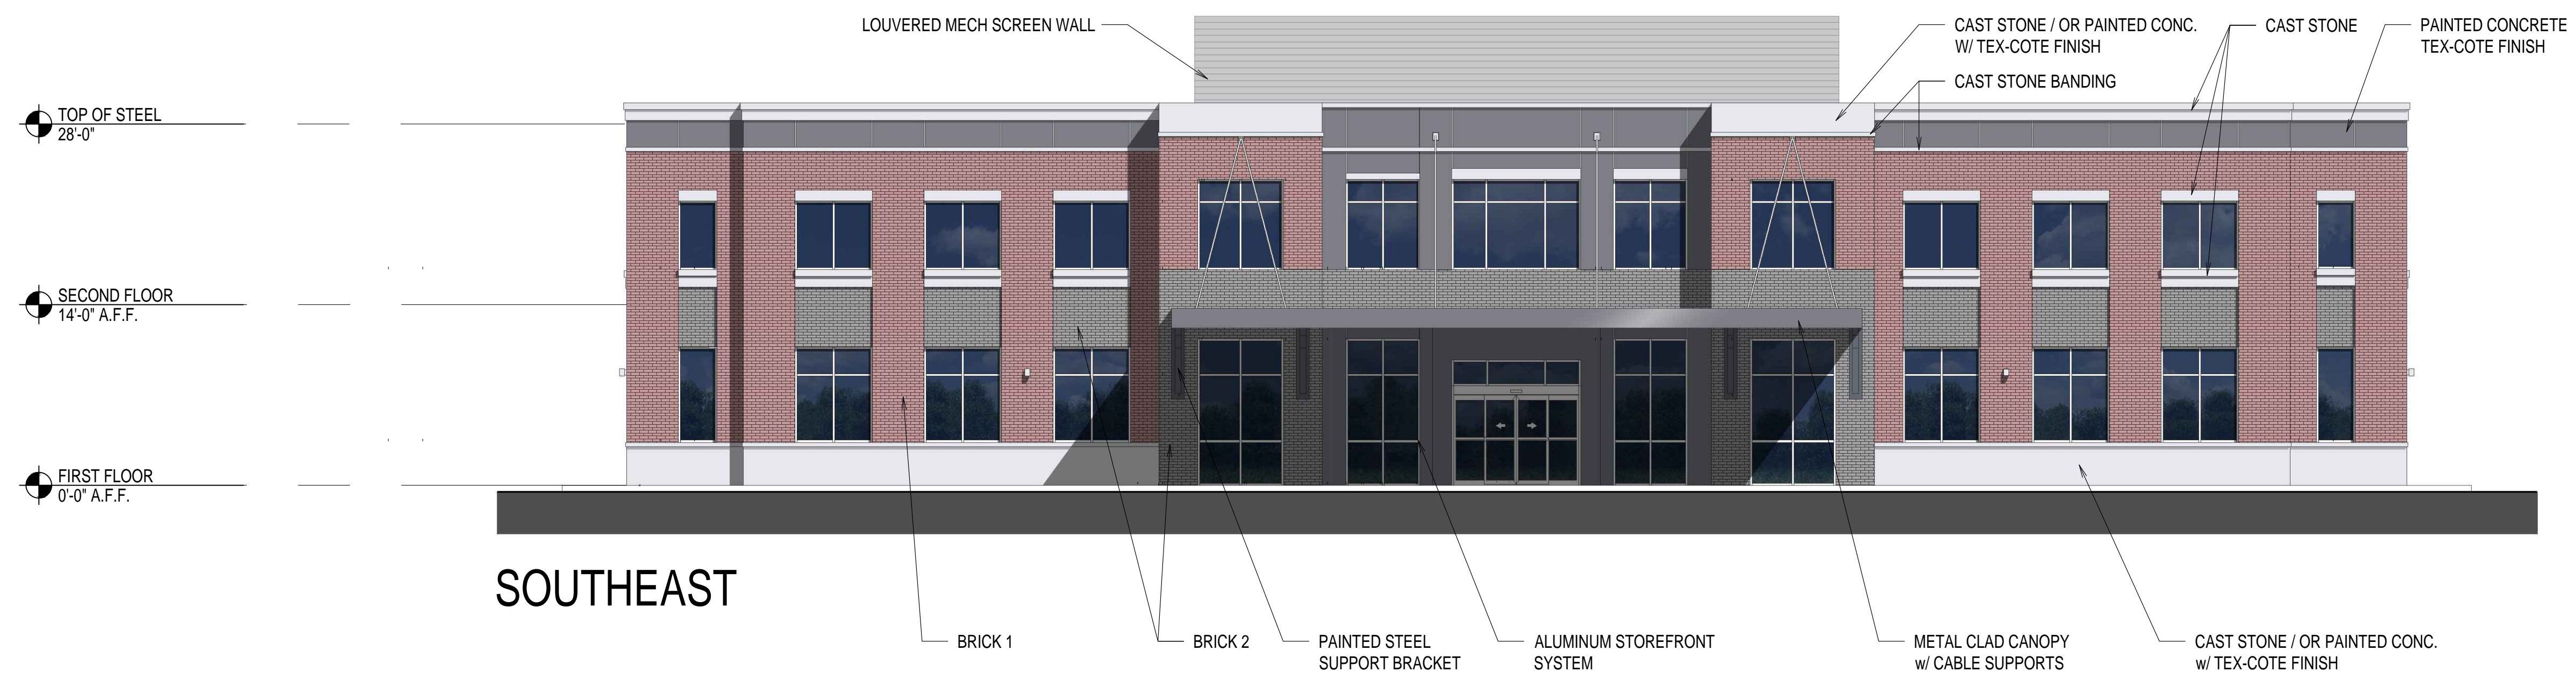 LOUVERED MECH SCREEN WALL
CAST STONE / OR PAINTED CONC.
W/ TEX-COTE FINISH
CAST STONE
PAINTED CONCRETE
TEX-COTE FINISH
CAST STONE BANDING
TOP OF STEEL
28'-0"
SECOND FLOOR
14'-0" A.F.F.
FIRST FLOOR
0'-0" A.F.F.
SOUTHEAST
BRICK 1
BRICK 2
PAINTED STEEL
SUPPORT BRACKET
ALUMINUM STOREFRONT
SYSTEM
METAL CLAD CANOPY
w/ CABLE SUPPORTS
CAST STONE / OR PAINTED CONC.
w/ TEX-COTE FINISH